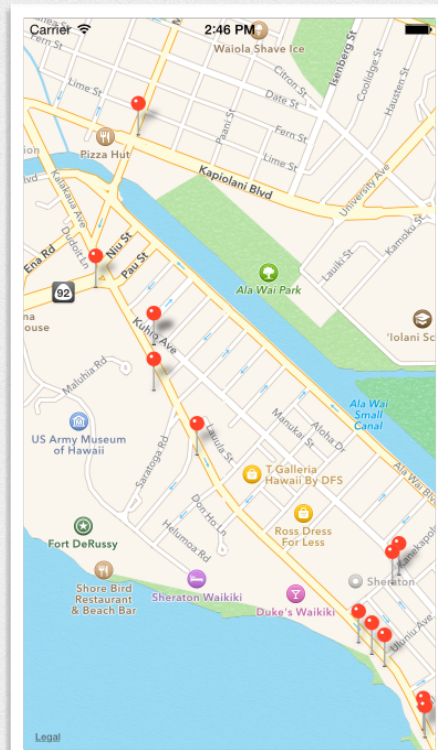 Carrier
2:46 PM
Fern St
Waiola Shave Ice
Isenberg St
Coolidge St
Hausten St
Citron St
Lime St
Date St
Paani St
Fern St
Pizza Hut
Lime St
Kapiolani Blvd
University Ave
Kalakaua Ave
Dudoit Ln
Niu St
Pau St
Ena Rd
92
Kamoku St
Lauiki St
Ala Wai Park
'Iolani Sc
na
ouse
Kuhio Ave
Maluhia Rd
US Army Museum
of Hawaii
Saratoga Rd
Lauula St
Manukai St
Aloha Dr
Ala Wai
Small
Canal
T Galleria
Hawaii By DFS
Ala Wai Blvd
Don Ho Ln
Ross Dress
For Less
Fort DeRussy
Helumoa Rd
Kanekapol
Shore Bird
Restaurant
& Beach Bar
Sheraton Waikiki
Sheraton
Duke's Waikiki
Uluniu Ave
Legal